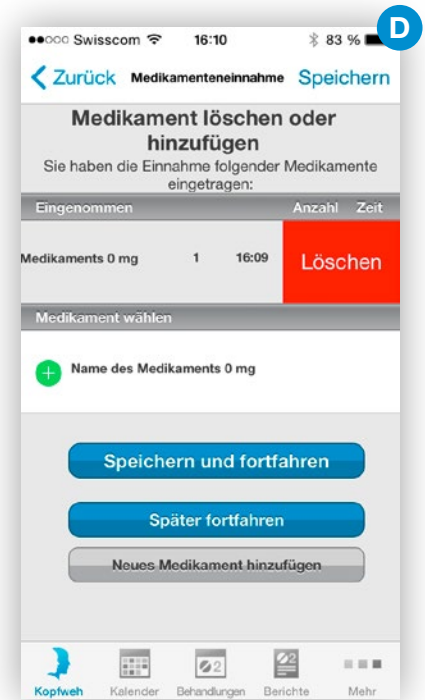 D
Swisscom 16:10 83 %
Zurück Medikamenteneinnahme Speichern
Medikament löschen oder
hinzufügen
Sie haben die Einnahme folgender Medikamente
eingetragen:
Eingenommen Anzahl Zeit
Medikaments 0 mg 1 16:09 Löschen
Medikament wählen
Name des Medikaments 0 mg
Speichern und fortfahren
Später fortfahren
Neues Medikament hinzufügen
Kopfweh Kalender Behandlungen Berichte Mehr